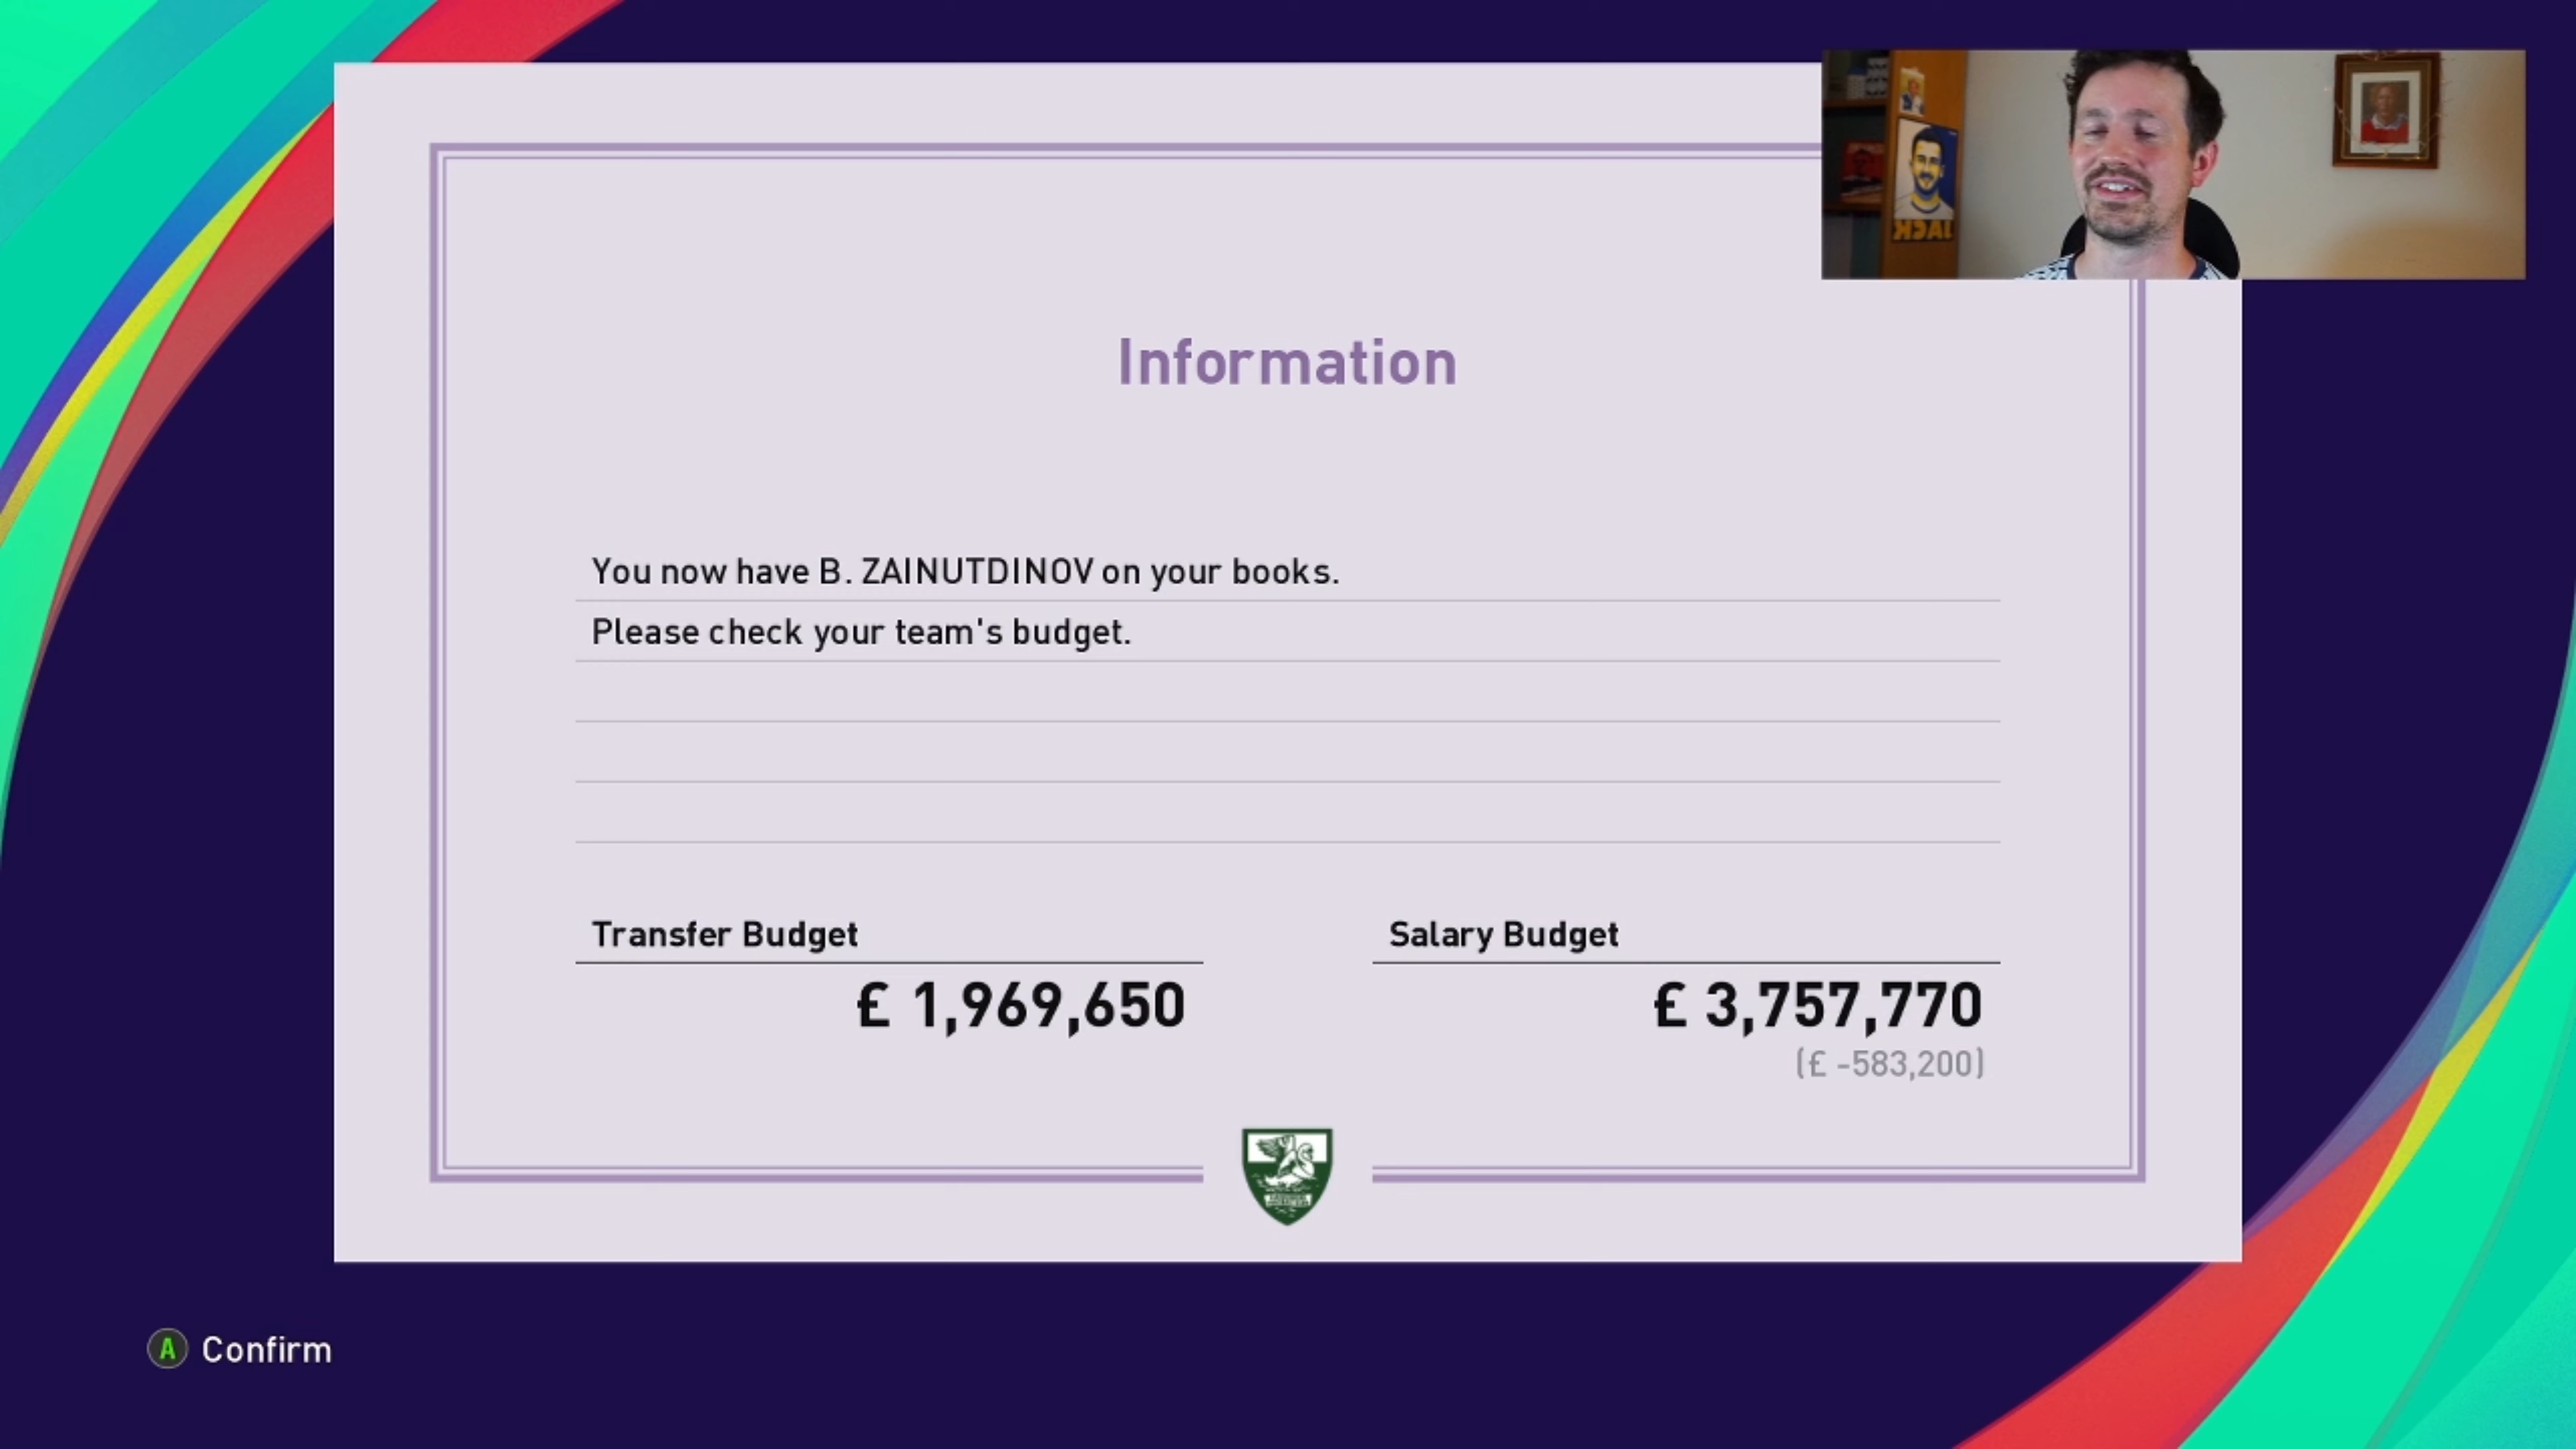 Information
You now have B. ZAINUTDINOV on your books.
Please check your team's budget.
Transfer Budget
£ 1,969,650
Salary Budget
£ 3,757,770
(£ -583,200)
A Confirm
JACK